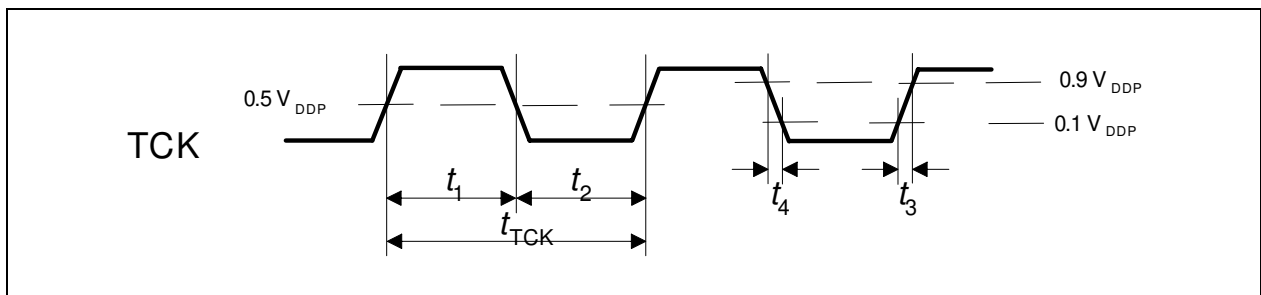 0.9 V DDP
0.5 V DDP
0.1 V DDP
TCK
t1
t2
t4
t3
tTCK